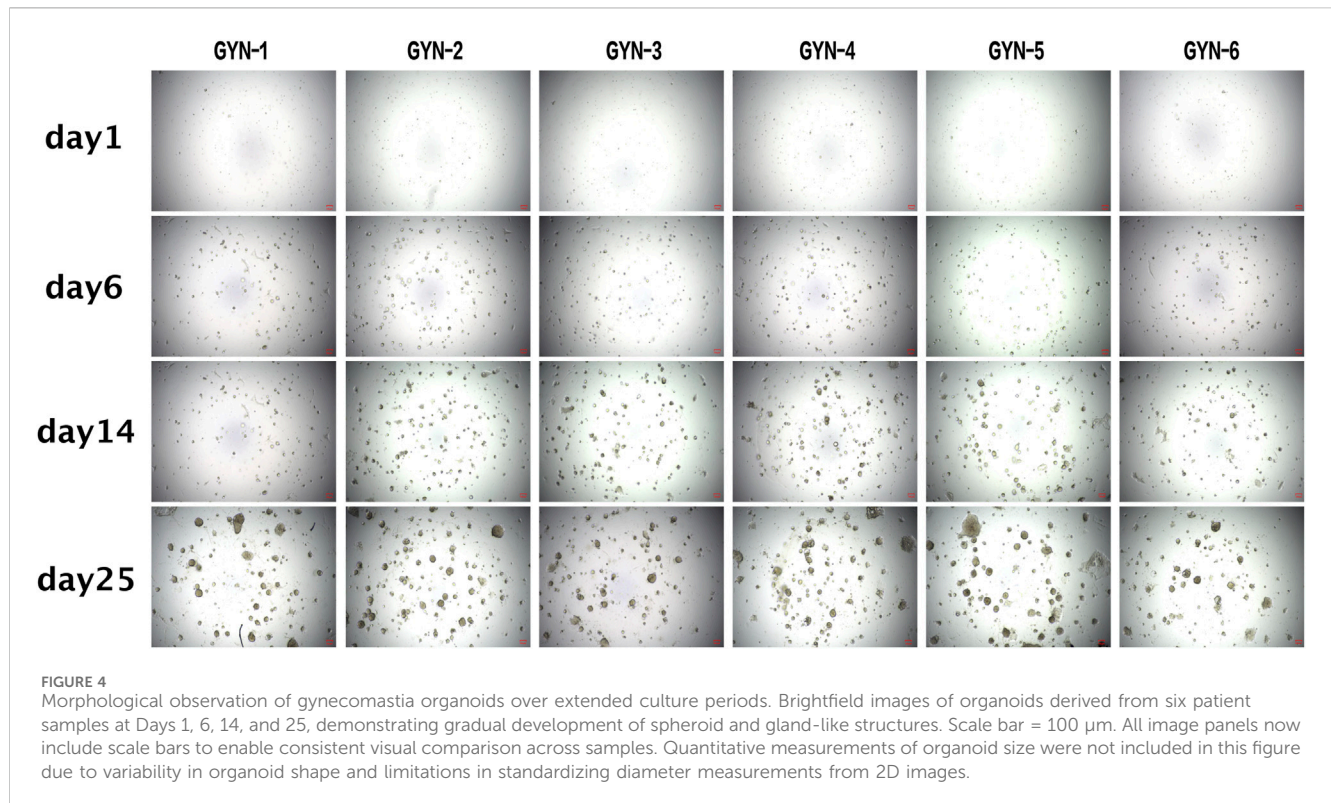 GYN-1 GYN-2 GYN-3 GYN-4 GYN-5 GYN-6
day1
day6
day14
day25
FIGURE 4
Morphological observation of gynecomastia organoids over extended culture periods. Brightfield images of organoids derived from six patient
samples at Days 1, 6, 14, and 25, demonstrating gradual development of spheroid and gland-like structures. Scale bar = 100 μm. All image panels now
include scale bars to enable consistent visual comparison across samples. Quantitative measurements of organoid size were not included in this figure
due to variability in organoid shape and limitations in standardizing diameter measurements from 2D images.